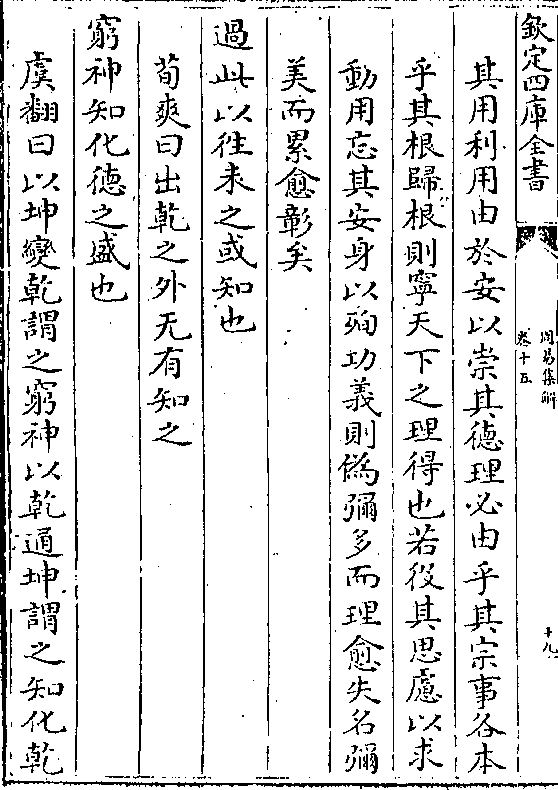 欽定四庫全書
周易集解
卷十五
十九
其用利用由於安以崇其德理必由乎其宗事各本
乎其根歸根則寧天下之理得也若役其思慮以求
動用忘其安身以殉功義則僞彌多而理愈失名彌
美而累愈彰矣
過此以往未之或知也
荀爽曰出乾之外无有知之
窮神知化德之盛也
虞翻曰以坤變乾謂之窮神以乾通坤謂之知化乾